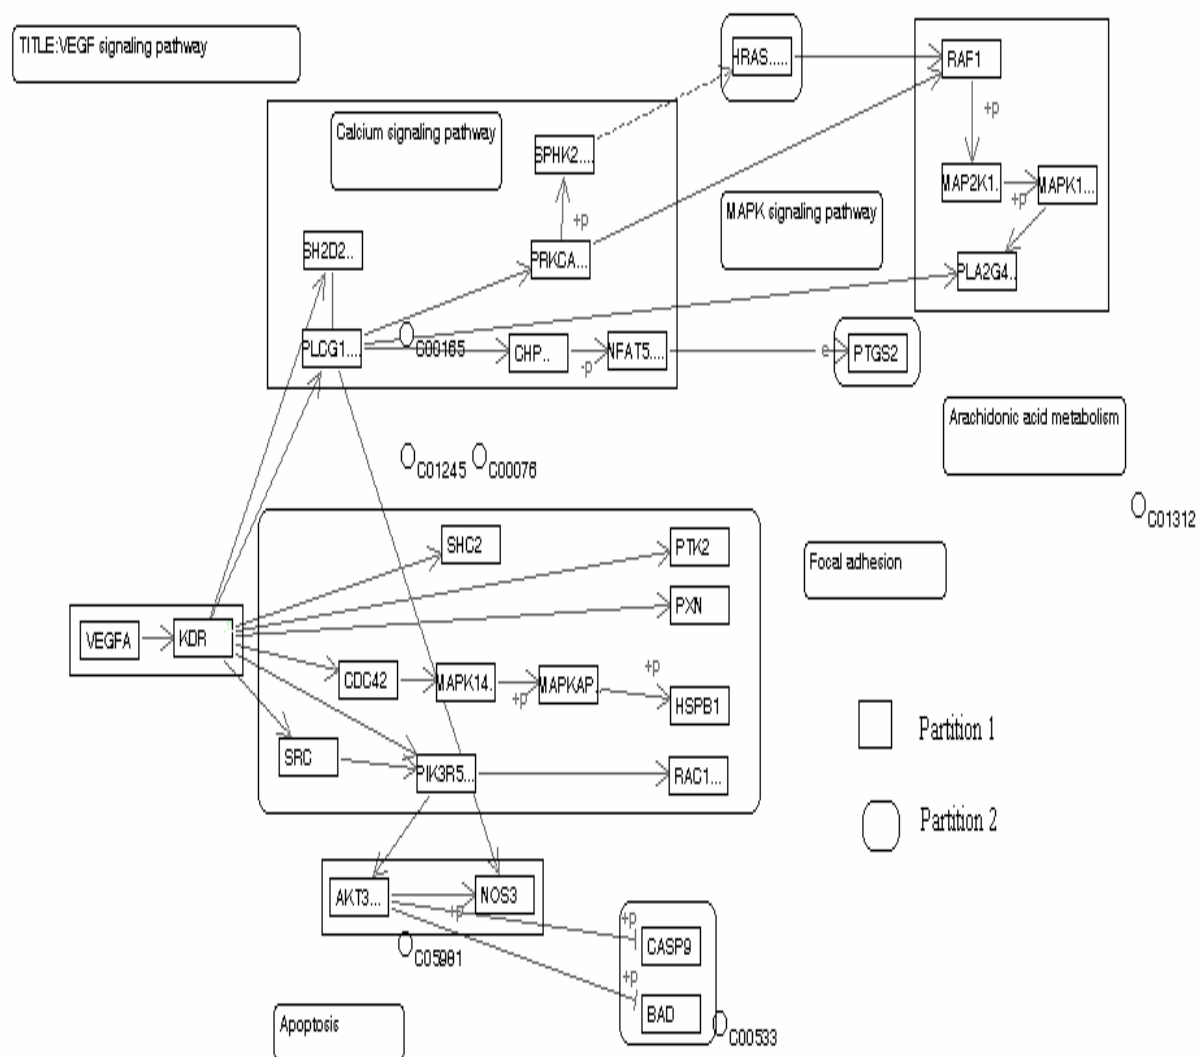 TITLE:VEGF signaling pathway
HRAS.....
RAF1
+p
Calcium signaling pathway
SPHK2....
+p
MAP2K1.
+p
MAPK1...
MAPK signaling pathway
SH2D2..
PRKCA...
PLA2G4..
PLCG1....
C00165
CHP..
-p
NFAT5....
e
PTGS2
Arachidonic acid metabolism
C01245
C00076
C01312
SHC2
PTK2
Focal adhesion
PXN
VEGFA
KDR
CDC42
MAPK14.
+p
MAPKAP.
+p
HSPB1
Partition 1
SRC
PIK3R5...
RAC1...
Partition 2
AKT3...
+p
NOS3
+p
CASP9
C05981
+p
BAD
Apoptosis
C00533